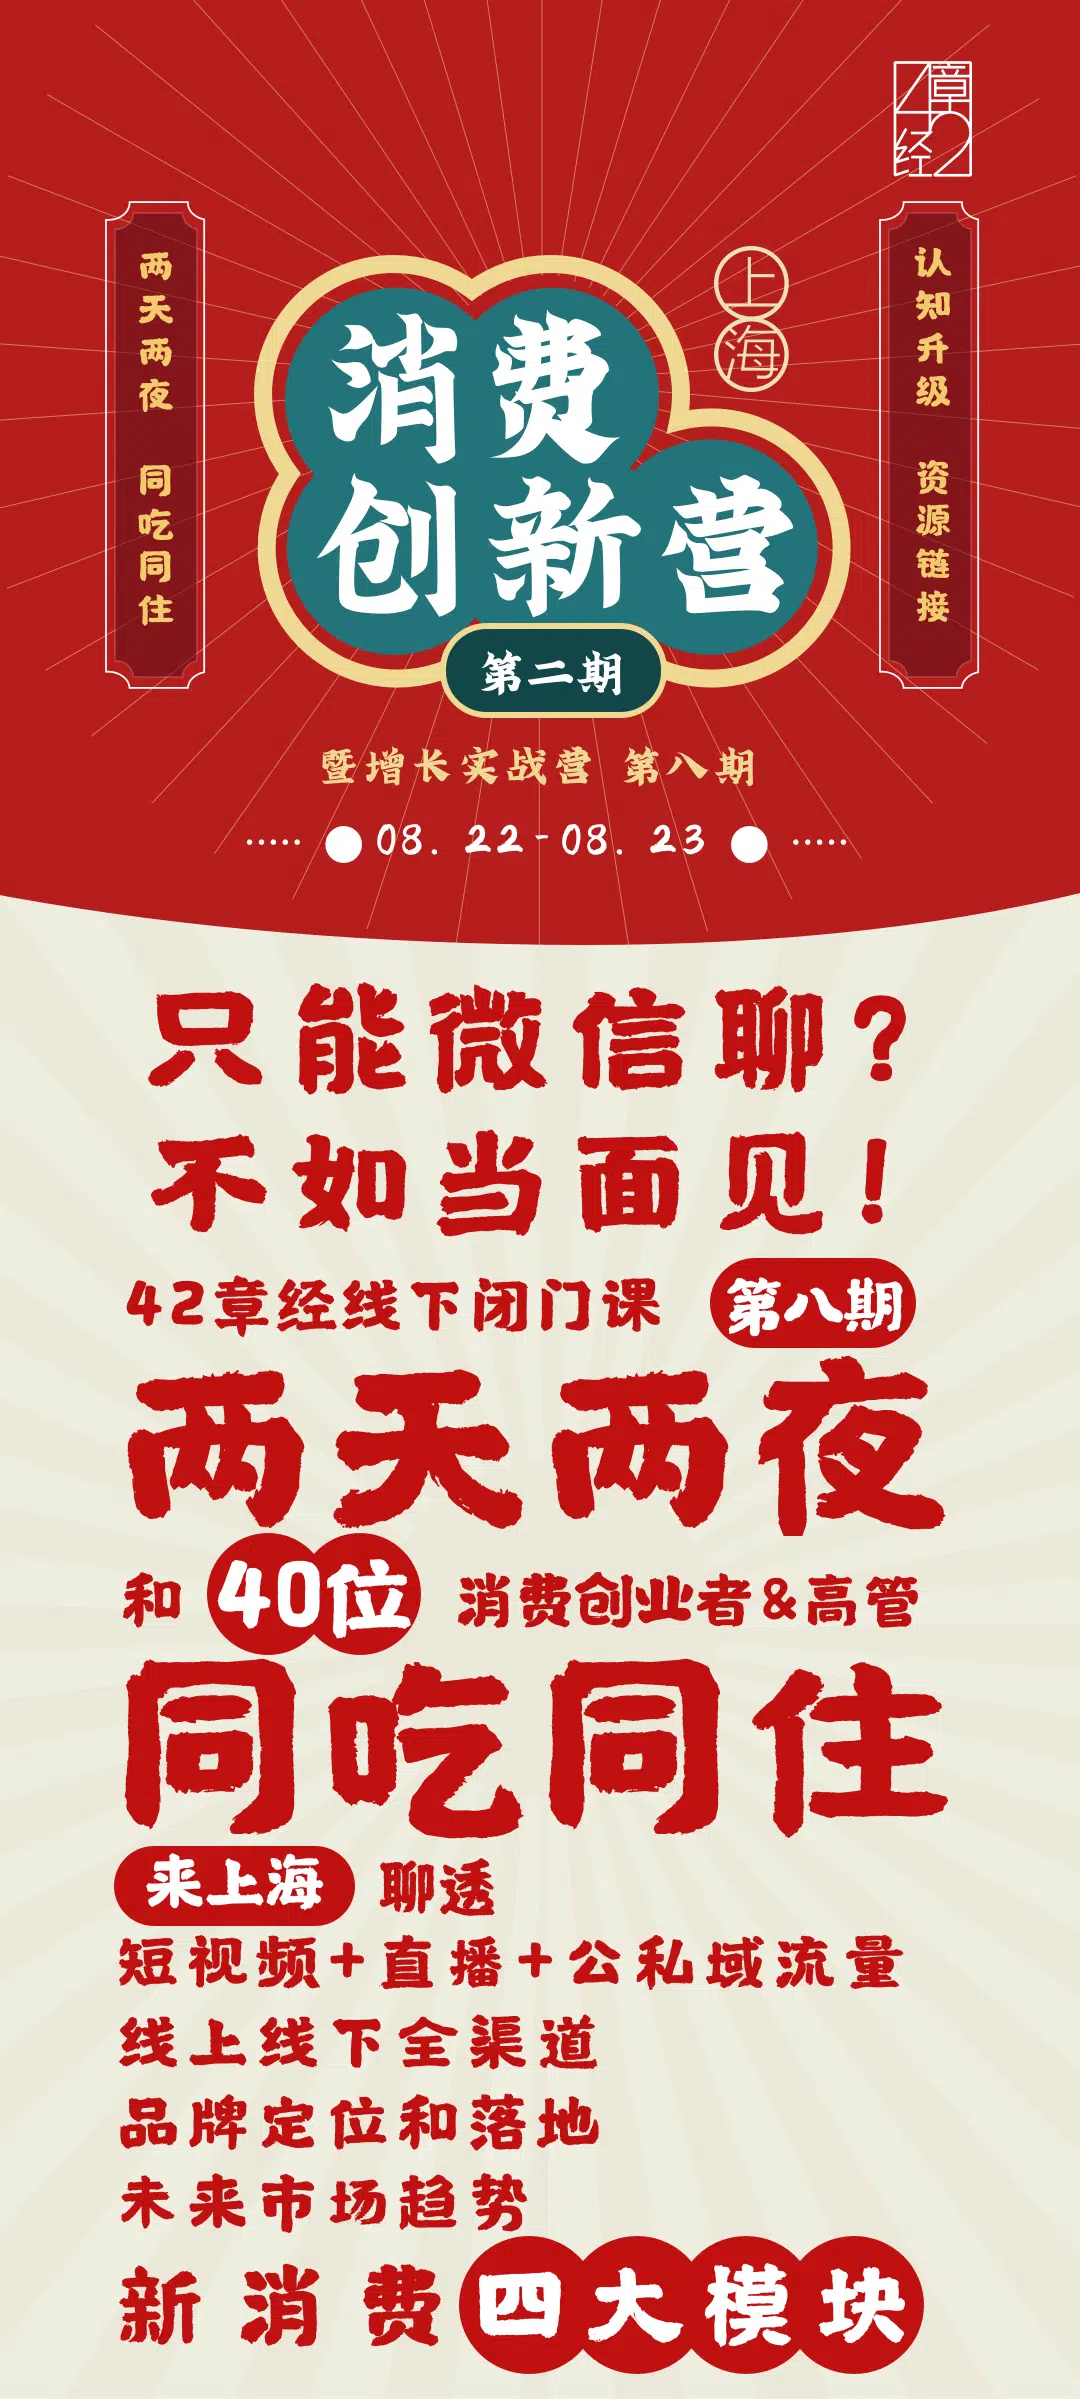 42章经
两天两夜 同吃同住
认知升级 资源链接
上海
消费
创新营
第二期
暨增长实战营 第八期
····· 08. 22-08. 23 ·····
只能微信聊?
不如当面见!
42章经线下闭门课 第八期
两天两夜
和 40位 消费创业者&高管
同吃同住
来上海 聊透
短视频+直播+公私域流量
线上线下全渠道
品牌定位和落地
未来市场趋势
新消费四大模块